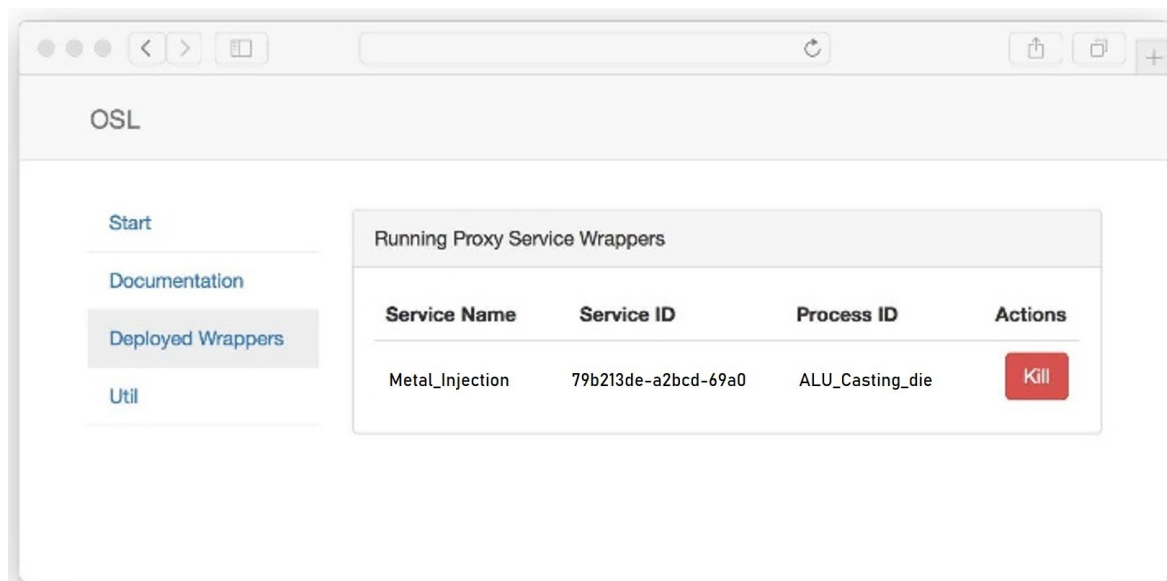 OSL
Start
Documentation
Deployed Wrappers
Util
Running Proxy Service Wrappers
Service Name Service ID Process ID Actions
Metal_Injection 79b213de-a2bcd-69a0 ALU_Casting_die Kill